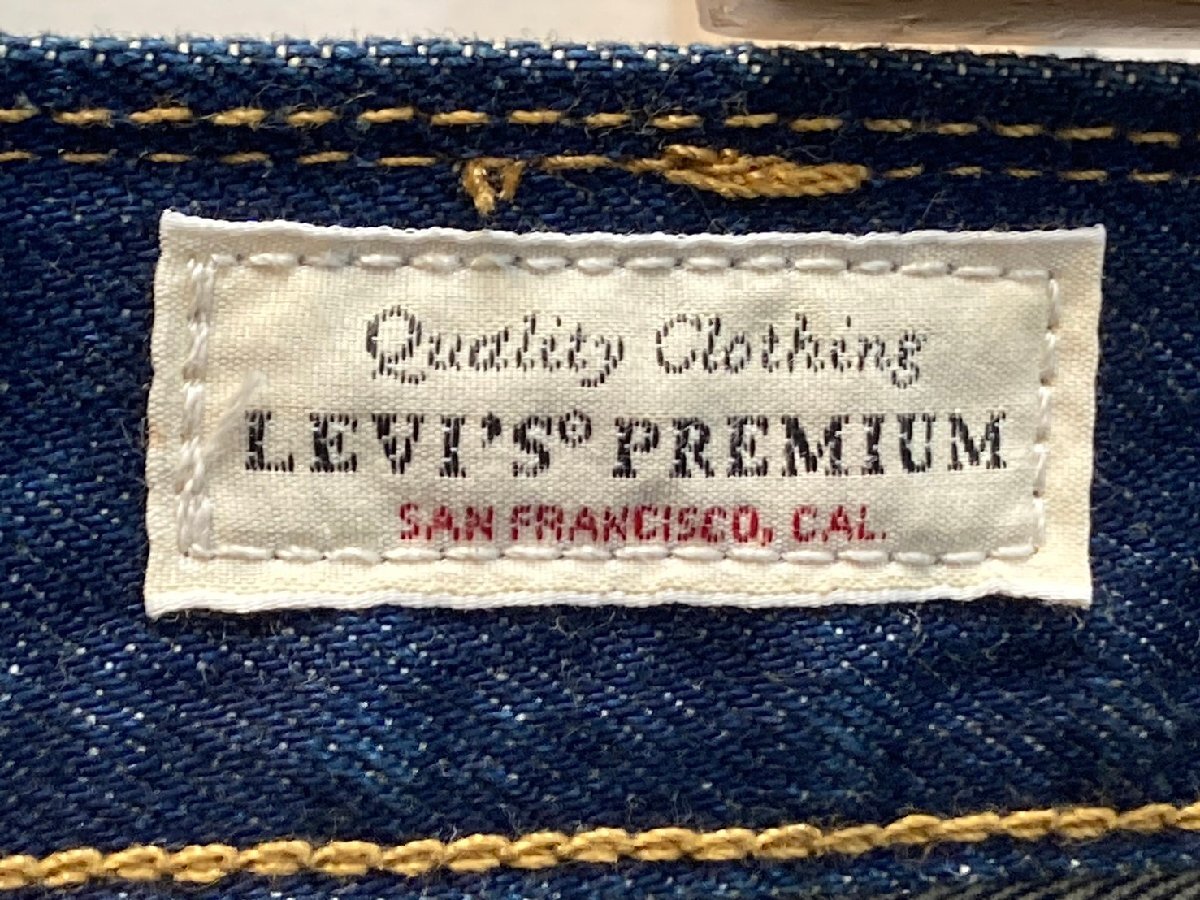 Quality Clothing
LEVI'S® PREMIUM
SAN FRANCISCO, CAL.